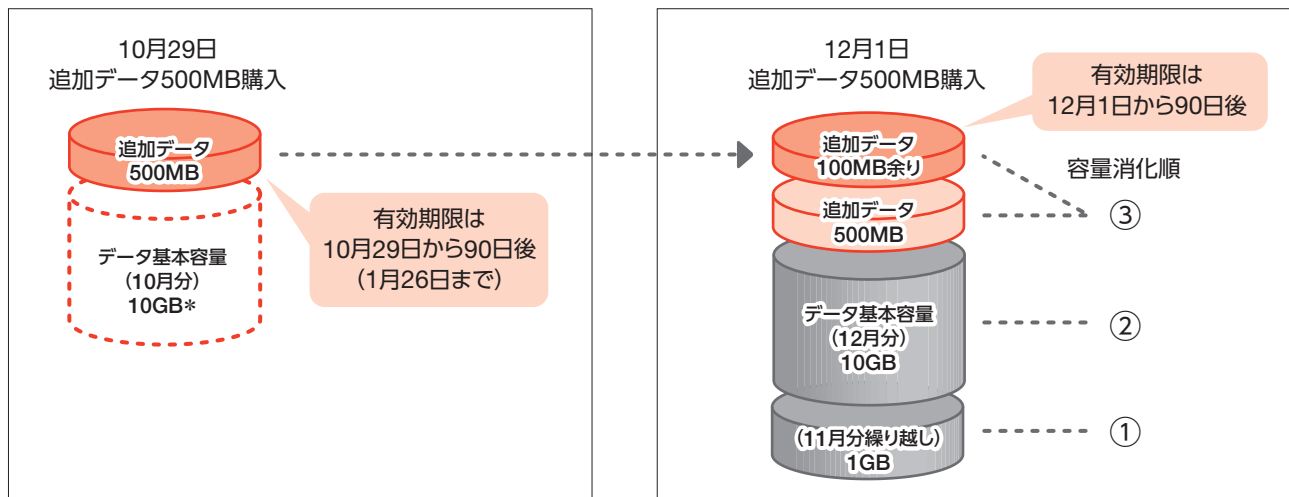 10月29日
追加データ500MB購入
追加データ
500MB
データ基本容量
（10月分）
10GB*
有効期限は
10月29日から90日後
（1月26日まで）
12月1日
追加データ500MB購入
有効期限は
12月1日から90日後
追加データ
100MB余り
容量消化順
追加データ
500MB
③
データ基本容量
（12月分）
10GB
②
（11月分繰り越し）
1GB
①